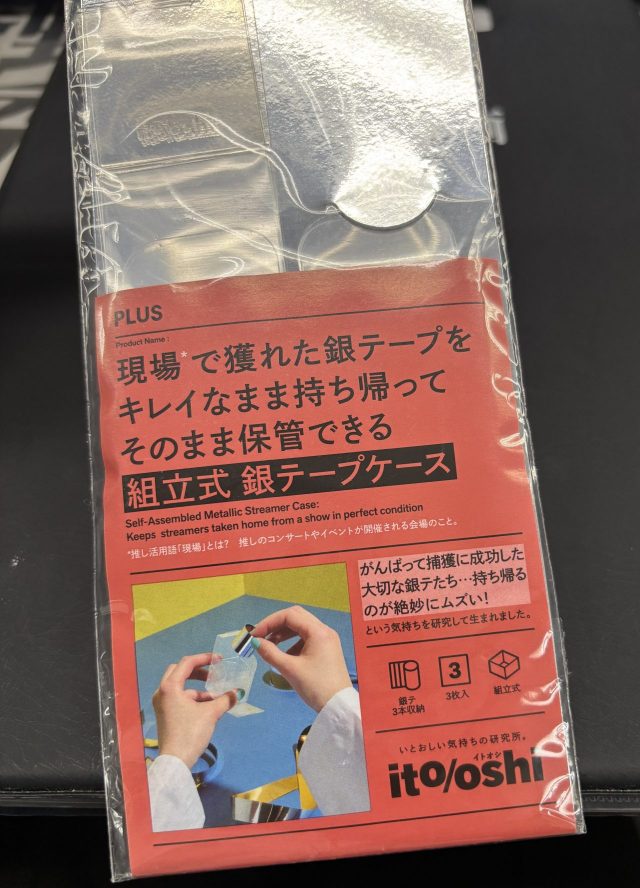 PLUS
Product Name :
現場*で獲れた銀テープを
キレイなまま持ち帰って
そのまま保管できる
組立式 銀テープケース
Self-Assembled Metallic Streamer Case:
Keeps streamers taken home from a show in perfect condition
*推し活用語「現場」とは? 推しのコンサートやイベントが開催される会場のこと。
がんばって捕獲に成功した
大切な銀テたち…持ち帰る
のが絶妙にムズい!
という気持ちを研究して生まれました。
銀テ
3本収納
3
3枚入
組立式
いとおしい気持ちの研究所。
イトオシ
ito/oshi